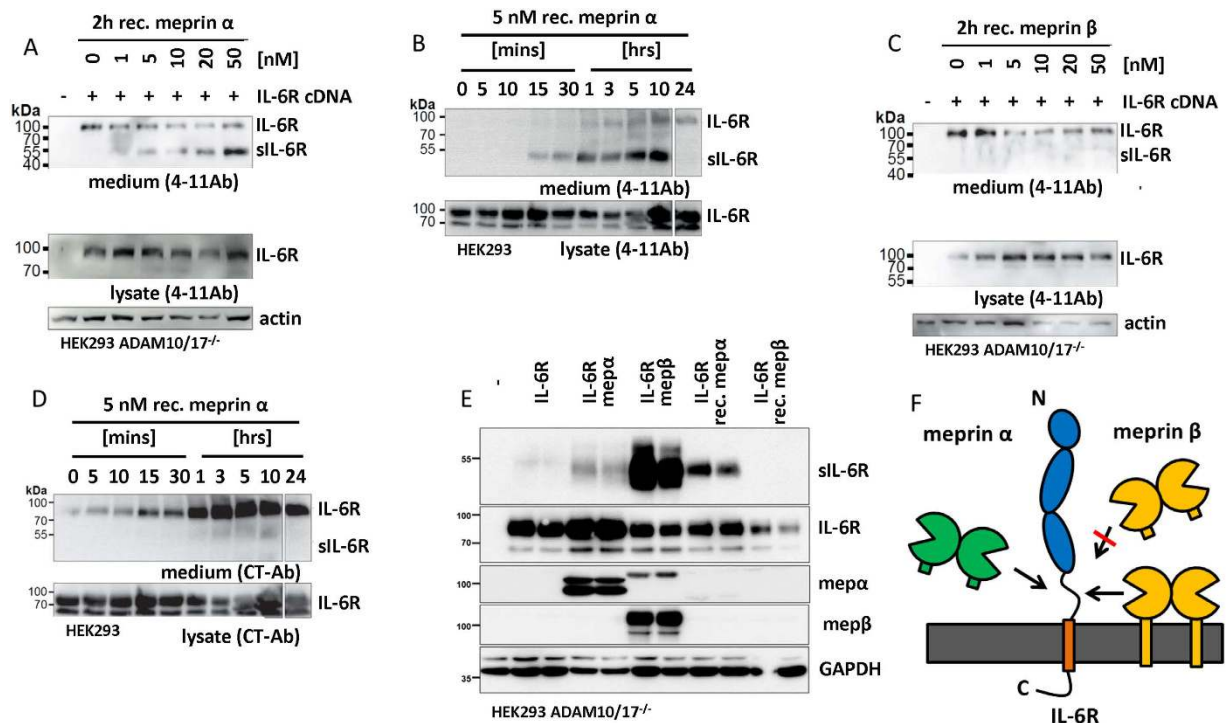 A
2h rec. meprin α
0 1 5 10 20 50 [nM]
- + + + + + + IL-6R cDNA
kDa
100
70
55
40
IL-6R
sIL-6R
medium (4-11Ab)
100
70
IL-6R
lysate (4-11Ab)
actin
HEK293 ADAM10/17-/-
B
5 nM rec. meprin α
[mins] [hrs]
0 5 10 15 30 1 3 5 10 24
kDa
100
70
55
IL-6R
sIL-6R
medium (4-11Ab)
100
70
IL-6R
HEK293 lysate (4-11Ab)
C
2h rec. meprin β
0 1 5 10 20 50 [nM]
- + + + + + + IL-6R cDNA
kDa
100
70
55
40
IL-6R
sIL-6R
medium (4-11Ab)
100
70
IL-6R
lysate (4-11Ab)
actin
HEK293 ADAM10/17-/-
D
5 nM rec. meprin α
[mins] [hrs]
0 5 10 15 30 1 3 5 10 24
kDa
100
70
55
IL-6R
sIL-6R
medium (CT-Ab)
100
70
IL-6R
HEK293 lysate (CT-Ab)
E
-
IL-6R
IL-6R
mepα
IL-6R
mepβ
IL-6R
rec. mepα
IL-6R
rec. mepβ
55
sIL-6R
100
70
IL-6R
100
mepα
100
mepβ
35
GAPDH
HEK293 ADAM10/17-/-
F
N
meprin α
meprin β
C
IL-6R